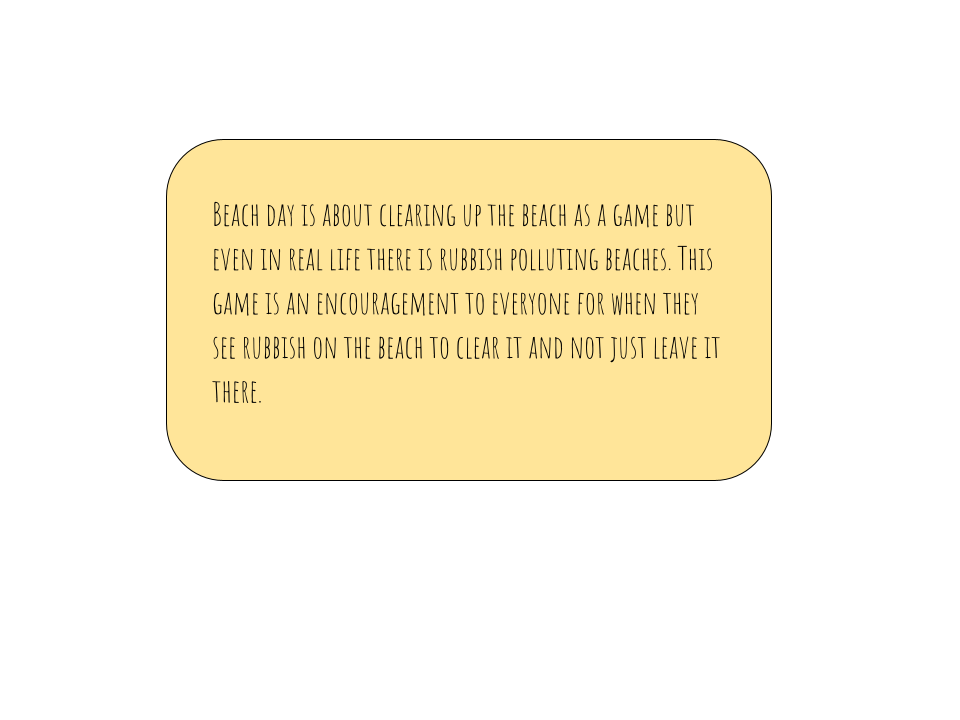 Beach day is about clearing up the beach as a game but
even in real life there is rubbish polluting beaches. This
game is an encouragement to everyone for when they
see rubbish on the beach to clear it and not just leave it
there.